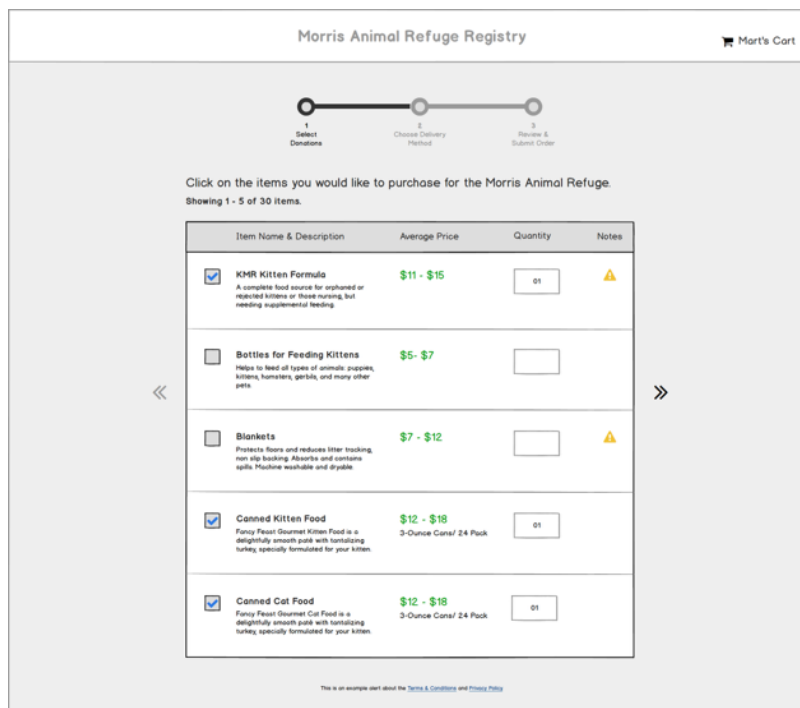 Morris Animal Refuge Registry
Mart's Cart
1
Select
Donations
2
Choose Delivery
Method
3
Review &
Submit Order
Click on the items you would like to purchase for the Morris Animal Refuge.
Showing 1 - 5 of 30 items.
Item Name & Description Average Price Quantity Notes
KMR Kitten Formula $11 - $15 01
A complete food source for orphaned or
rejected kittens or those nursing, but
needing supplemental feeding.
Bottles for Feeding Kittens $5- $7
Helps to feed all types of animals: puppies,
kittens, hamsters, gerbils, and many other
pets.
Blankets $7 - $12
Protects floors and reduces litter tracking,
non slip backing. Absorbs and contains
spills. Machine washable and dryable.
Canned Kitten Food $12 - $18 01
Fancy Feast Gourmet Kitten Food is a 3-Ounce Cans/ 24 Pack
delightfully smooth paté with tantalizing
turkey, specially formulated for your kitten.
Canned Cat Food $12 - $18 01
Fancy Feast Gourmet Cat Food is a 3-Ounce Cans/ 24 Pack
delightfully smooth paté with tantalizing
turkey, specially formulated for your kitten.
This is an example alert about the Terms & Conditions and Privacy Policy